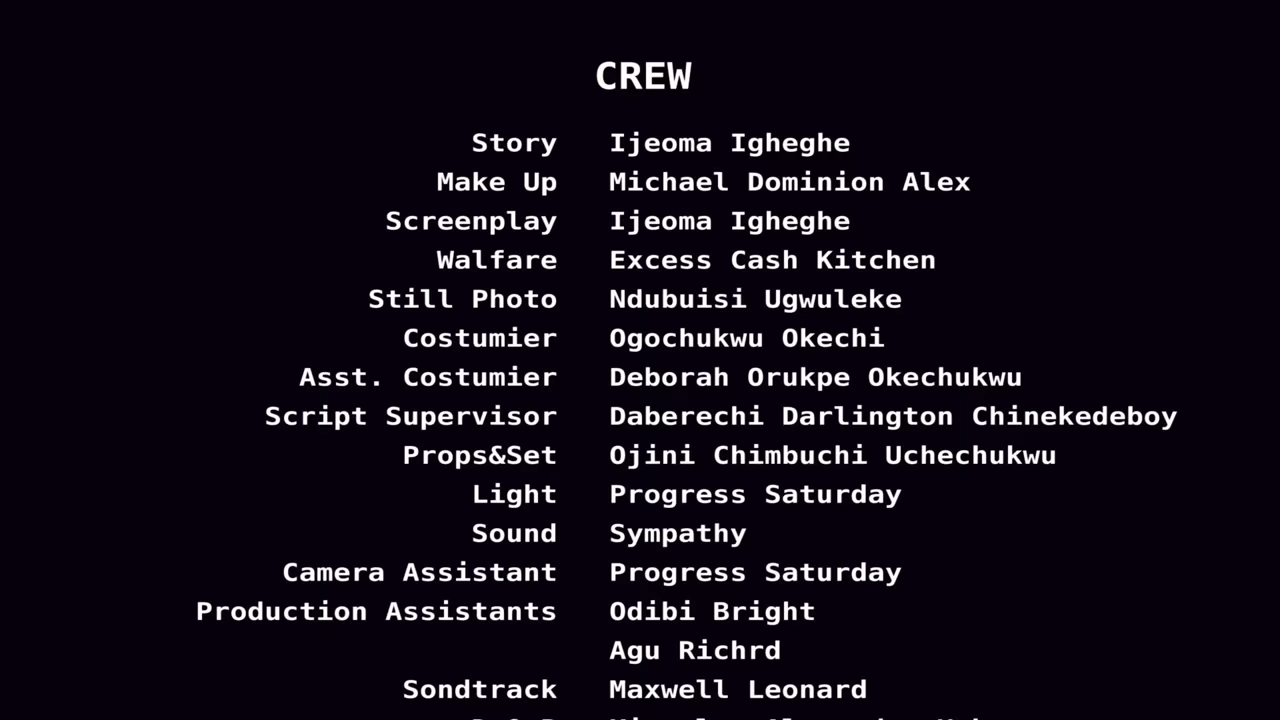 CREW
Story Ijeoma Igheghe
Make Up Michael Dominion Alex
Screenplay Ijeoma Igheghe
Walfare Excess Cash Kitchen
Still Photo Ndubuisi Ugwuleke
Costumier Ogochukwu Okechi
Asst. Costumier Deborah Orukpe Okechukwu
Script Supervisor Daberechi Darlington Chinekedeboy
Props&Set Ojini Chimbuchi Uchechukwu
Light Progress Saturday
Sound Sympathy
Camera Assistant Progress Saturday
Production Assistants Odibi Bright
Agu Richrd
Sondtrack Maxwell Leonard